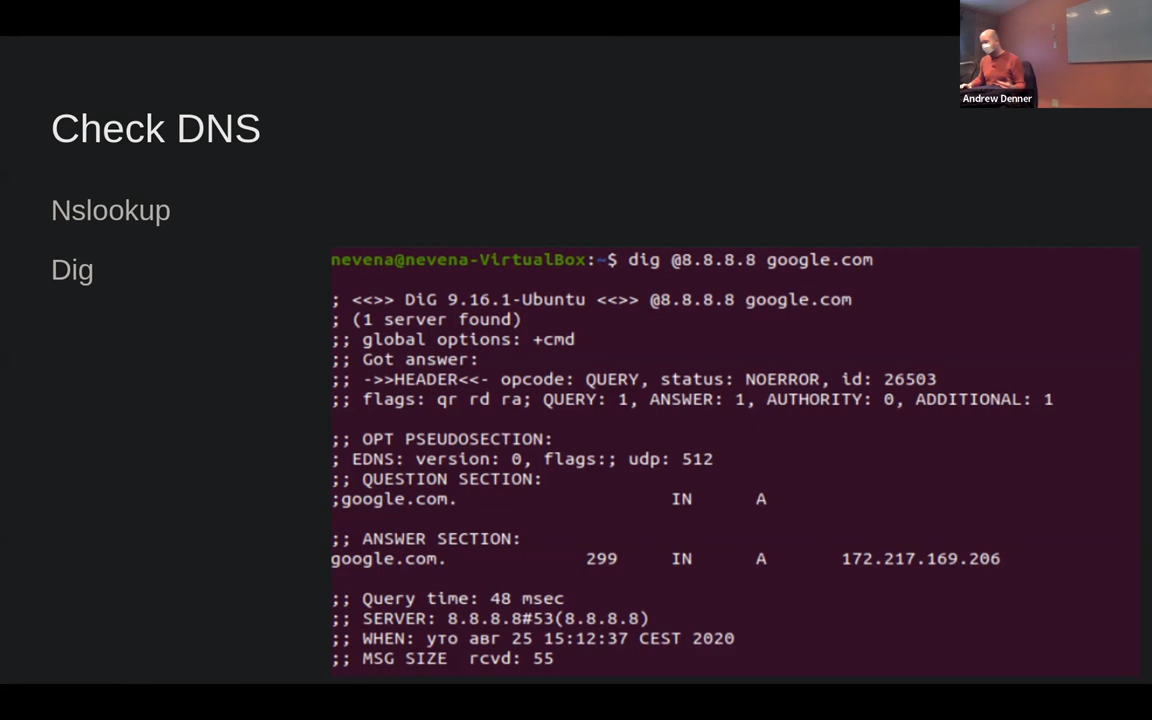 Andrew Denner
Check DNS
Nslookup
Dig
nevena@nevena-VirtualBox:~$ dig @8.8.8.8 google.com
; <<>> DiG 9.16.1-Ubuntu <<>> @8.8.8.8 google.com
; (1 server found)
;; global options: +cmd
;; Got answer:
;; ->>HEADER<<- opcode: QUERY, status: NOERROR, id: 26503
;; flags: qr rd ra; QUERY: 1, ANSWER: 1, AUTHORITY: 0, ADDITIONAL: 1
;; OPT PSEUDOSECTION:
; EDNS: version: 0, flags:; udp: 512
;; QUESTION SECTION:
;google.com. IN A
;; ANSWER SECTION:
google.com. 299 IN A 172.217.169.206
;; Query time: 48 msec
;; SERVER: 8.8.8.8#53(8.8.8.8)
;; WHEN: уто авг 25 15:12:37 CEST 2020
;; MSG SIZE rcvd: 55